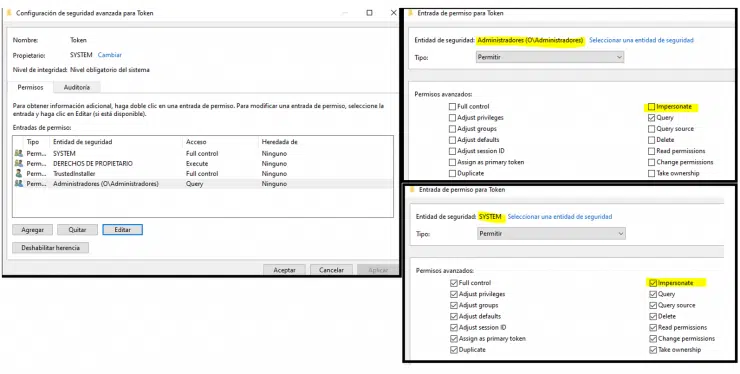 Configuración de seguridad avanzada para Token
Nombre: Token
Propietario: SYSTEM Cambiar
Nivel de integridad: Nivel obligatorio del sistema
Permisos Auditoría
Para obtener información adicional, haga doble clic en una entrada de permiso. Para modificar una entrada de permiso, seleccione la
entrada y haga clic en Editar (si está disponible).
Entradas de permiso:
Tipo Entidad de seguridad Acceso Heredada de
Perm... SYSTEM Full control Ninguno
Perm... DERECHOS DE PROPIETARIO Execute Ninguno
Perm... TrustedInstaller Full control Ninguno
Perm... Administradores (O\Administradores) Query Ninguno
Agregar Quitar Editar
Deshabilitar herencia
Aceptar Cancelar Aplicar
Entrada de permiso para Token
Entidad de seguridad: Administradores (O\Administradores) Seleccionar una entidad de seguridad
Tipo: Permitir
Permisos avanzados:
Full control Impersonate
Adjust privileges Query
Adjust groups Query source
Adjust defaults Delete
Adjust session ID Read permissions
Assign as primary token Change permissions
Duplicate Take ownership
Entrada de permiso para Token
Entidad de seguridad: SYSTEM Seleccionar una entidad de seguridad
Tipo: Permitir
Permisos avanzados:
Full control Impersonate
Adjust privileges Query
Adjust groups Query source
Adjust defaults Delete
Adjust session ID Read permissions
Assign as primary token Change permissions
Duplicate Take ownership